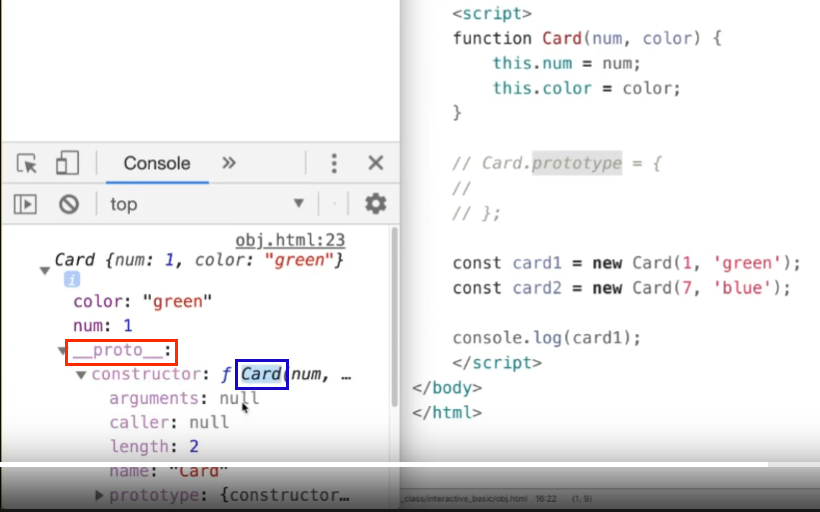 Console »
top
obj.html:23
Card {num: 1, color: "green"}
i
color: "green"
num: 1
__proto__:
constructor: ƒ Card(num, …
arguments: null
caller: null
length: 2
name: "Card"
prototype: {constructor…
<script>
function Card(num, color) {
this.num = num;
this.color = color;
}
// Card.prototype = {
//
// };
const card1 = new Card(1, 'green');
const card2 = new Card(7, 'blue');
console.log(card1);
</script>
</body>
</html>
_class/interactive_basic/obj.html 16:22 (1, 9)